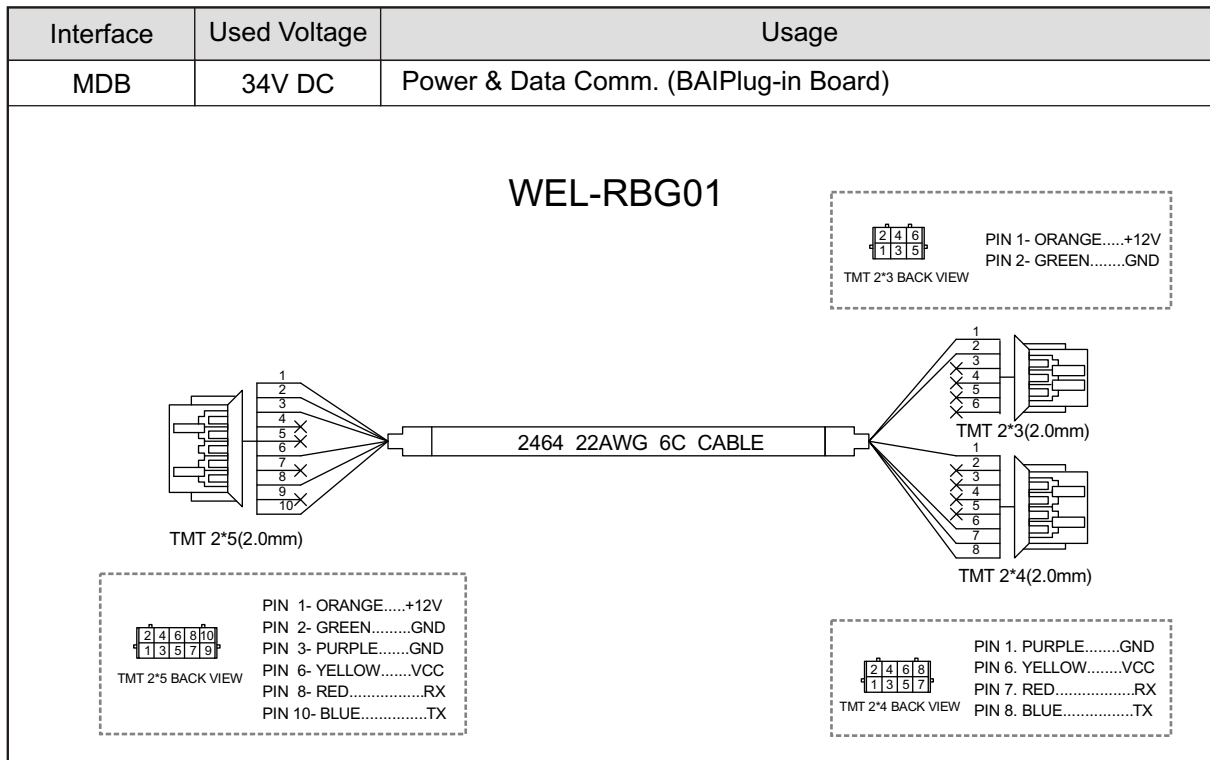 Interface Used Voltage Usage
MDB 34V DC Power & Data Comm. (BAIPlug-in Board)
WEL-RBG01
2 4 6
1 3 5
TMT 2*3 BACK VIEW
PIN 1- ORANGE.....+12V
PIN 2- GREEN........GND
1
2
3
4
5
6
7
8
9
10
TMT 2*5(2.0mm)
2464 22AWG 6C CABLE
1
2
3
4
5
6
TMT 2*3(2.0mm)
1
2
3
4
5
6
7
8
TMT 2*4(2.0mm)
2 4 6 8 10
1 3 5 7 9
TMT 2*5 BACK VIEW
PIN 1- ORANGE.....+12V
PIN 2- GREEN.........GND
PIN 3- PURPLE.......GND
PIN 6- YELLOW.......VCC
PIN 8- RED.................RX
PIN 10- BLUE...............TX
2 4 6 8
1 3 5 7
TMT 2*4 BACK VIEW
PIN 1. PURPLE........GND
PIN 6. YELLOW........VCC
PIN 7. RED..................RX
PIN 8. BLUE................TX